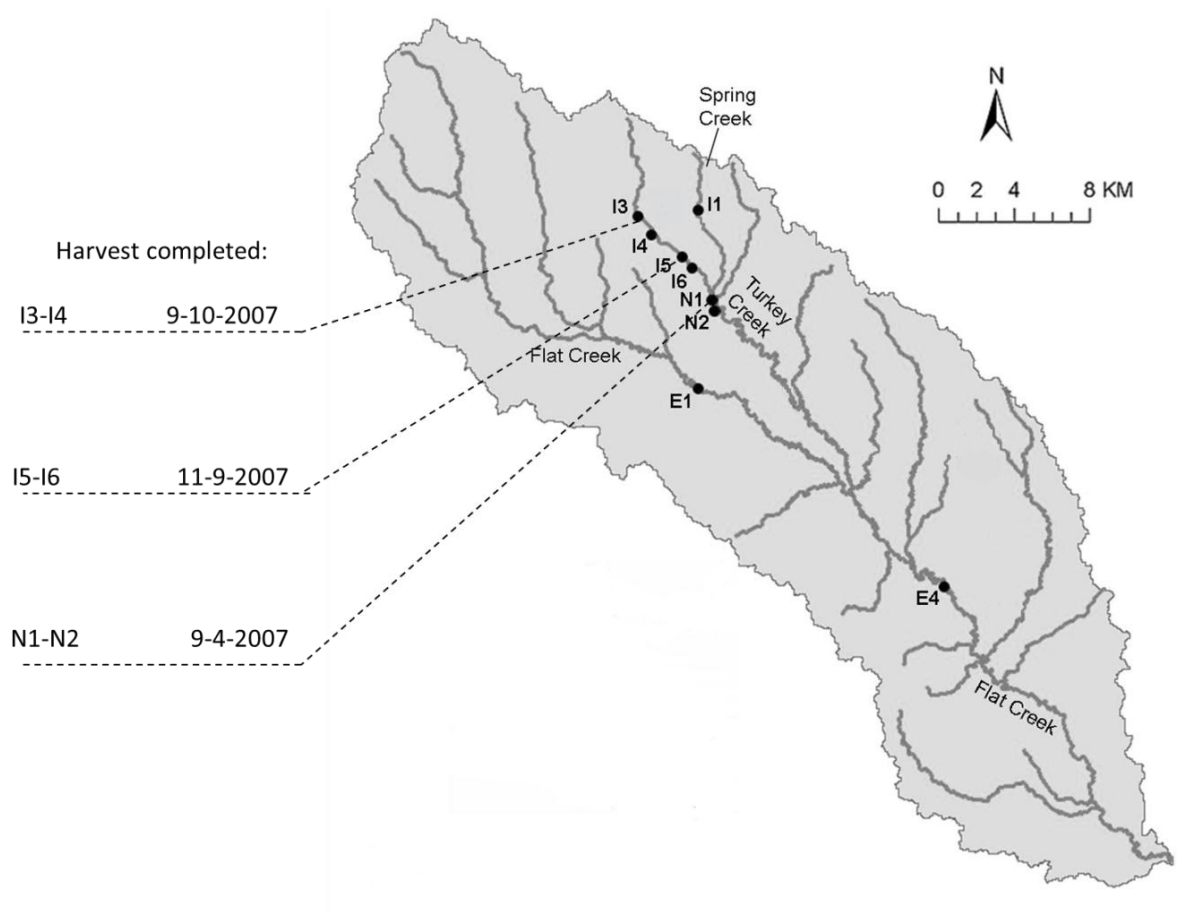 N
Spring
Creek
0 2 4 8 KM
I3
I1
I4
Harvest completed:
I5
I6
N1
Turkey
Creek
I3-I4 9-10-2007
N2
Flat Creek
E1
I5-I6 11-9-2007
E4
N1-N2 9-4-2007
Flat Creek